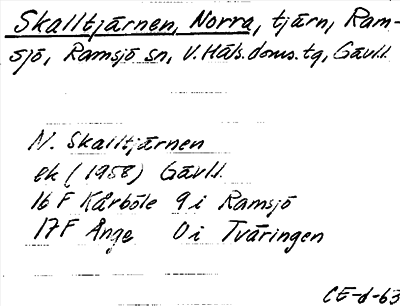 Skalltjärnen, Norra, tjärn, Ram-
sjö, Ramsjö sn, V. Häls. doms. tg, Gävl.l.
N. Skalltjärnen
ek (1958) Gävl.l.
16 F Kårböle 9 i Ramsjö
17 F Ånge 0 i Tväringen
CE-d-63